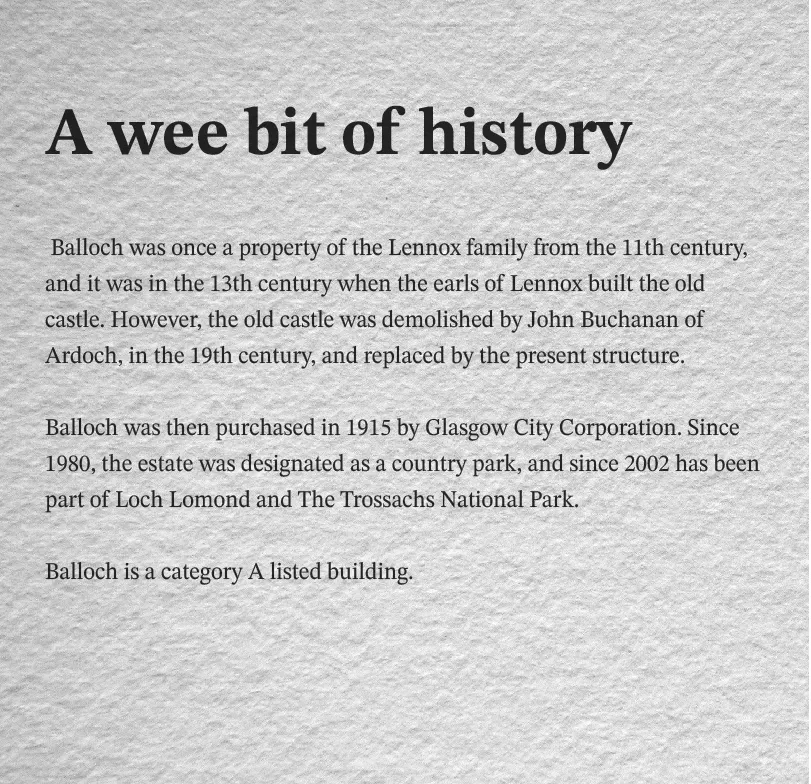 A wee bit of history
Balloch was once a property of the Lennox family from the 11th century,
and it was in the 13th century when the earls of Lennox built the old
castle. However, the old castle was demolished by John Buchanan of
Ardoch, in the 19th century, and replaced by the present structure.
Balloch was then purchased in 1915 by Glasgow City Corporation. Since
1980, the estate was designated as a country park, and since 2002 has been
part of Loch Lomond and The Trossachs National Park.
Balloch is a category A listed building.